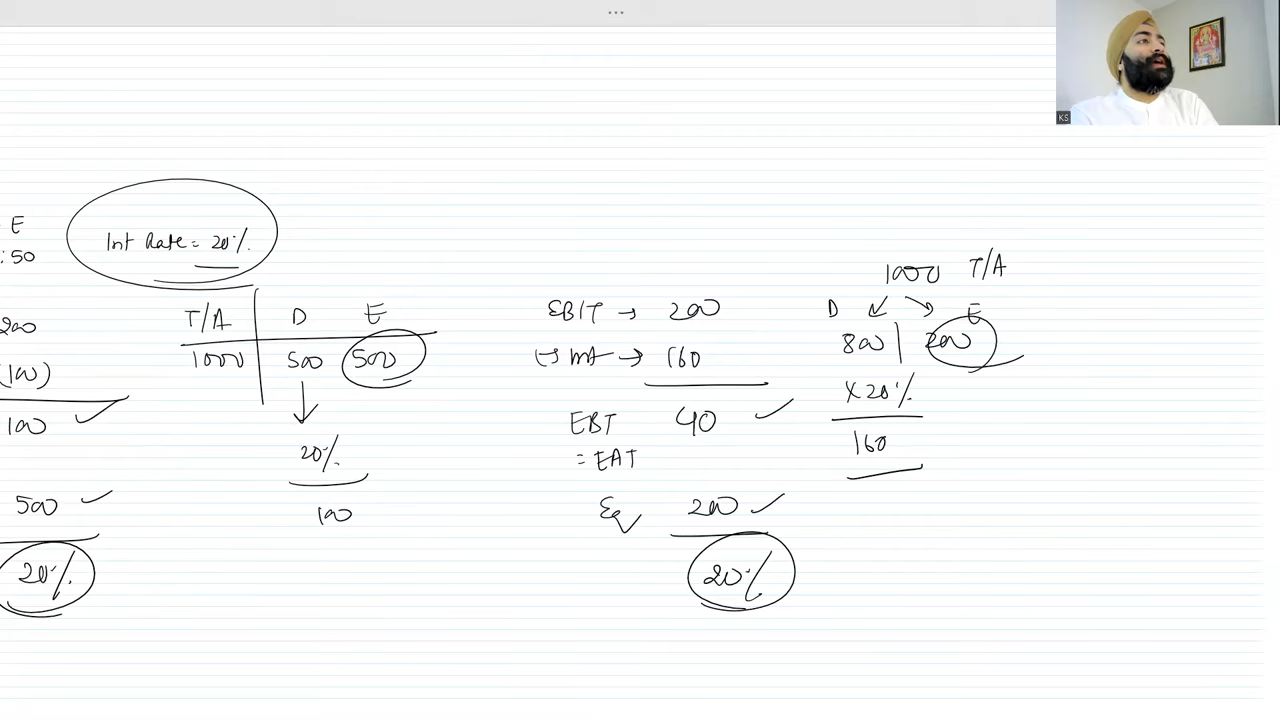 E
: 50
200
(100)
100
500
20%
Int Rate = 20%
T/A D E
1000 500 500
20%
100
EBIT → 200
(-) Int → 160
EBT 40
= EAT
Eq 200
20%
1000 T/A
D E
800 200
X 20%
160
KS